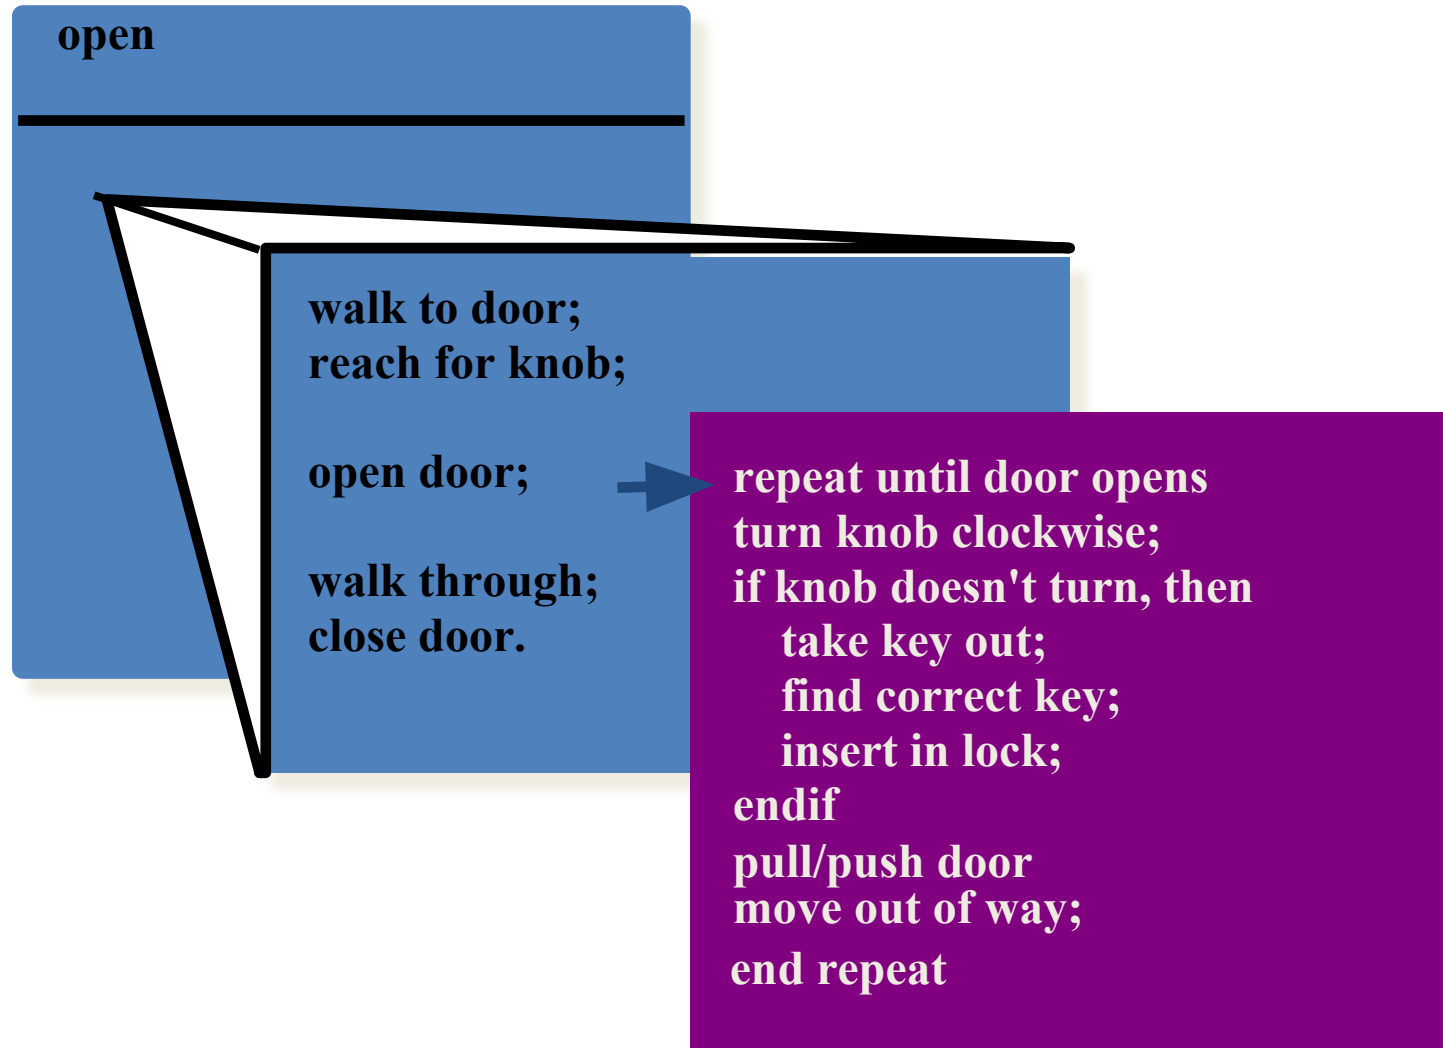 open
walk to door;
reach for knob;
open door;
walk through;
close door.
repeat until door opens
turn knob clockwise;
if knob doesn't turn, then
take key out;
find correct key;
insert in lock;
endif
pull/push door
move out of way;
end repeat